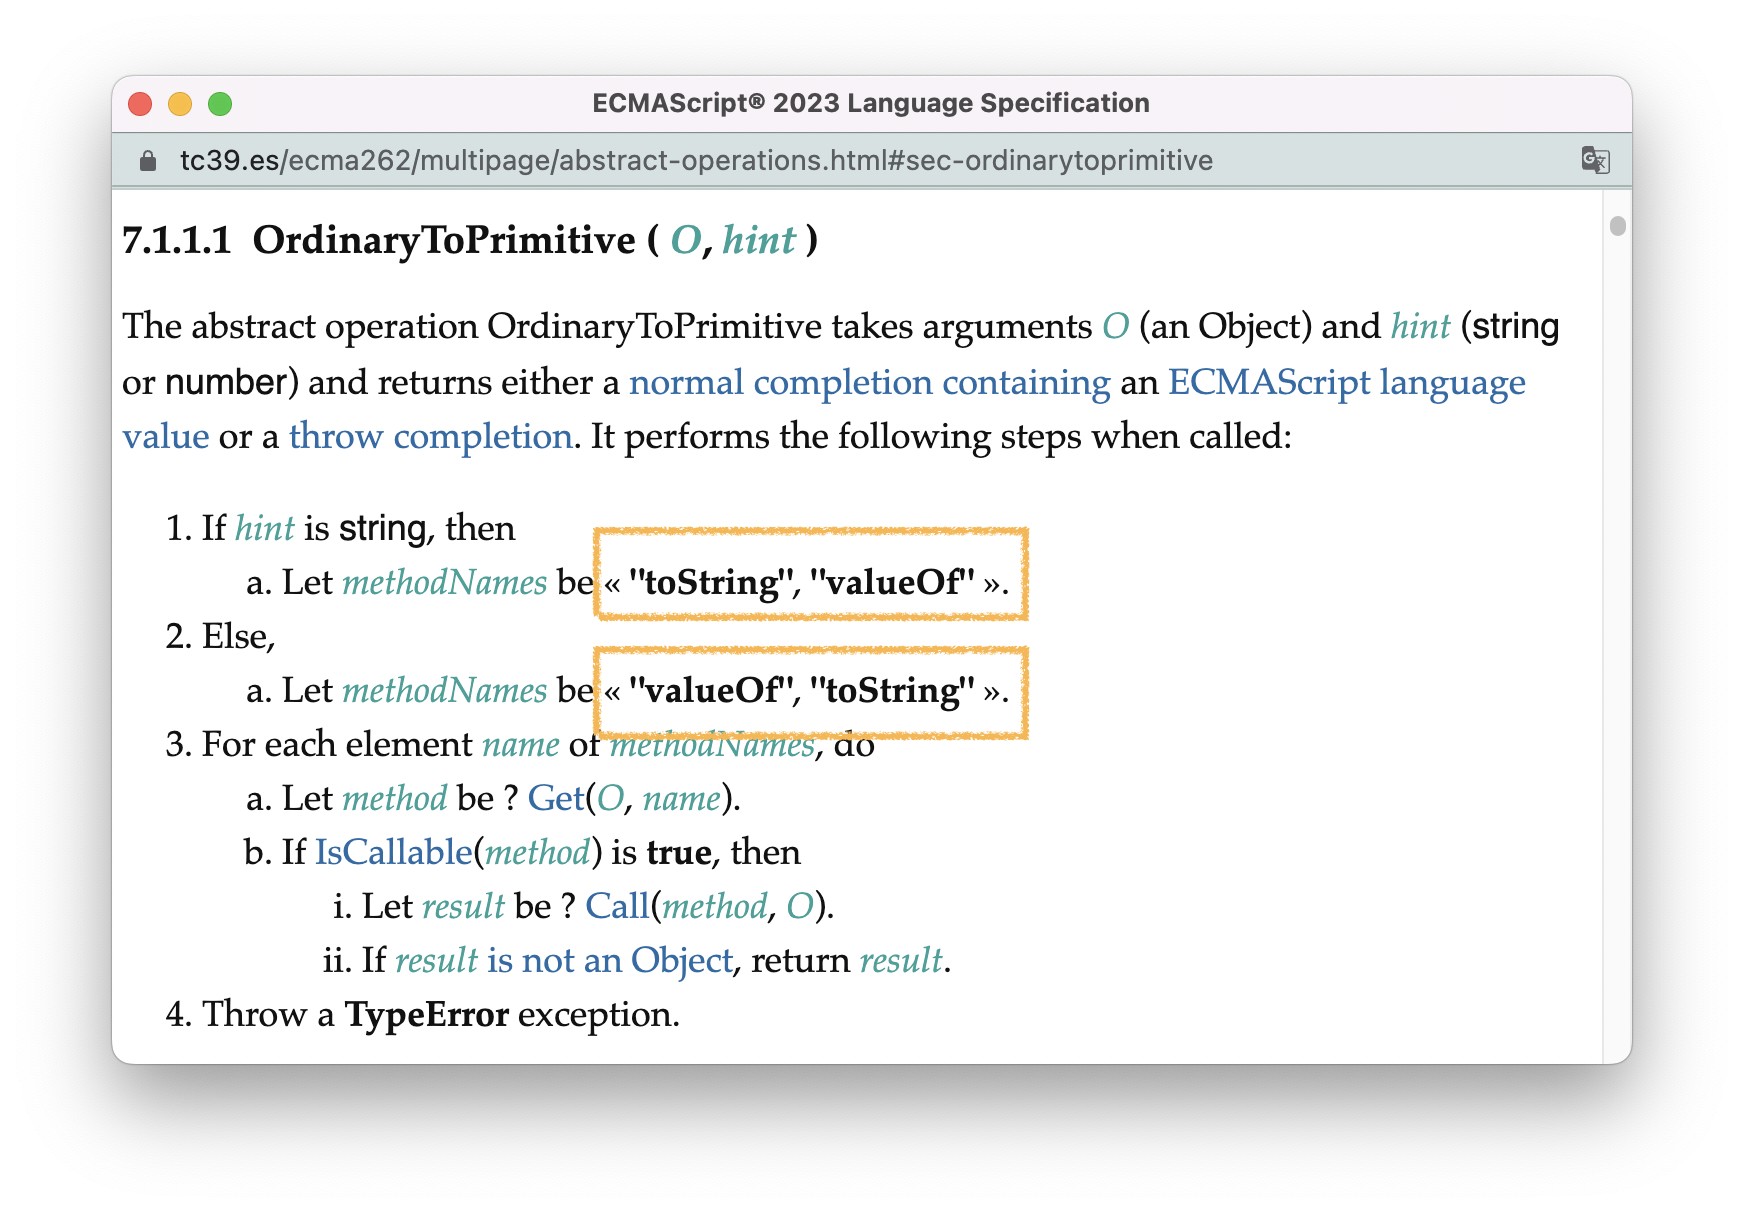 ECMAScript® 2023 Language Specification
tc39.es/ecma262/multipage/abstract-operations.html#sec-ordinarytoprimitive
7.1.1.1 OrdinaryToPrimitive ( O, hint )
The abstract operation OrdinaryToPrimitive takes arguments O (an Object) and hint (string
or number) and returns either a normal completion containing an ECMAScript language
value or a throw completion. It performs the following steps when called:
1. If hint is string, then
a. Let methodNames be « "toString", "valueOf" ».
2. Else,
a. Let methodNames be « "valueOf", "toString" ».
3. For each element name of methodNames, do
a. Let method be ? Get(O, name).
b. If IsCallable(method) is true, then
i. Let result be ? Call(method, O).
ii. If result is not an Object, return result.
4. Throw a TypeError exception.